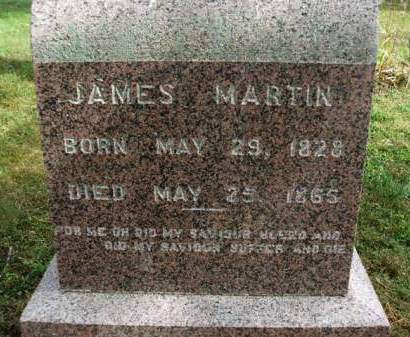 JAMES MARTIN
BORN MAY 29, 1828
DIED MAY 25, 1865
FOR ME OH DID MY SAVIOUR BLEED AND
DID MY SAVIOUR SUFFER AND DIE